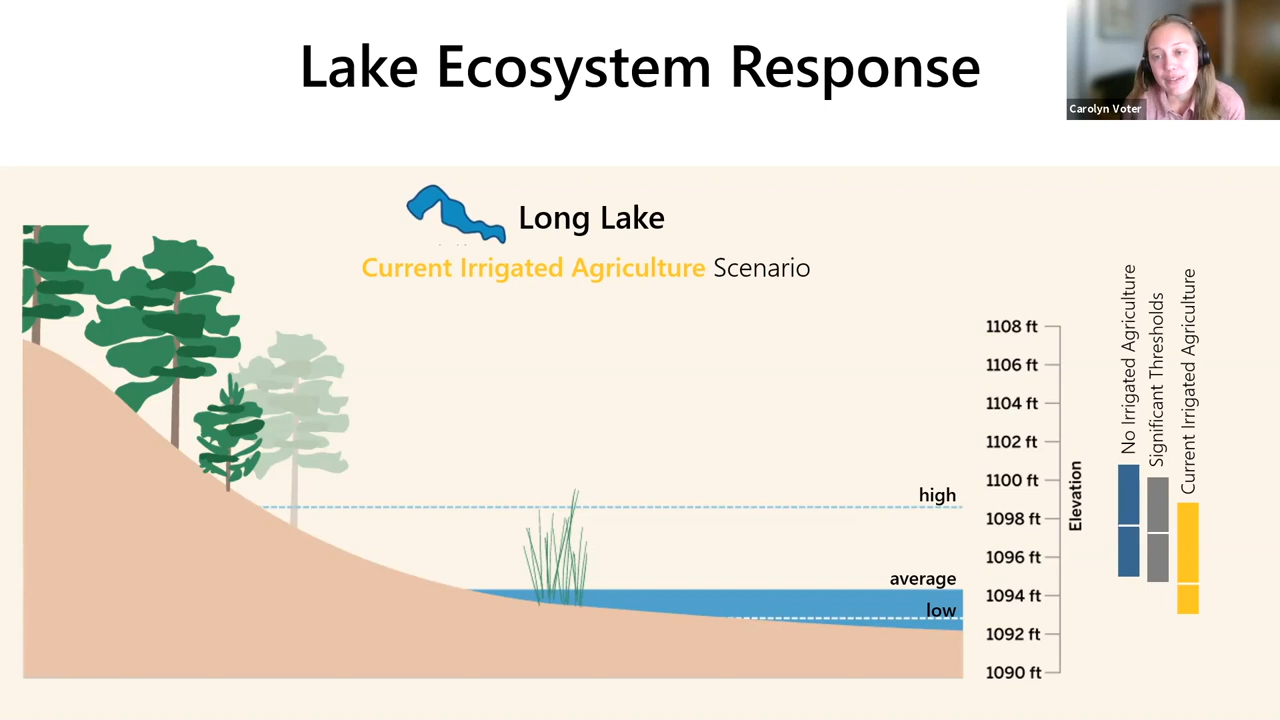 Lake Ecosystem Response
Carolyn Voter
Long Lake
Current Irrigated Agriculture Scenario
high
average
low
1108 ft
1106 ft
1104 ft
1102 ft
1100 ft
1098 ft
1096 ft
1094 ft
1092 ft
1090 ft
Elevation
No Irrigated Agriculture
Significant Thresholds
Current Irrigated Agriculture